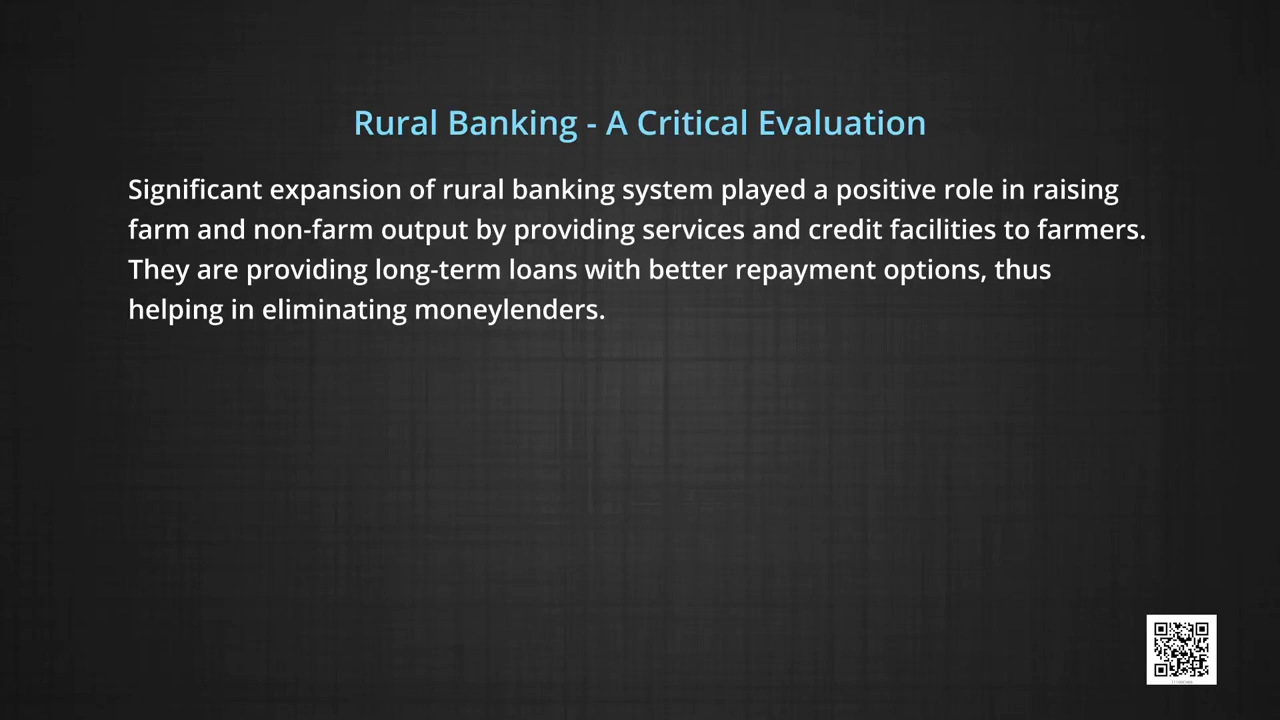 Rural Banking - A Critical Evaluation
Significant expansion of rural banking system played a positive role in raising
farm and non-farm output by providing services and credit facilities to farmers.
They are providing long-term loans with better repayment options, thus
helping in eliminating moneylenders.